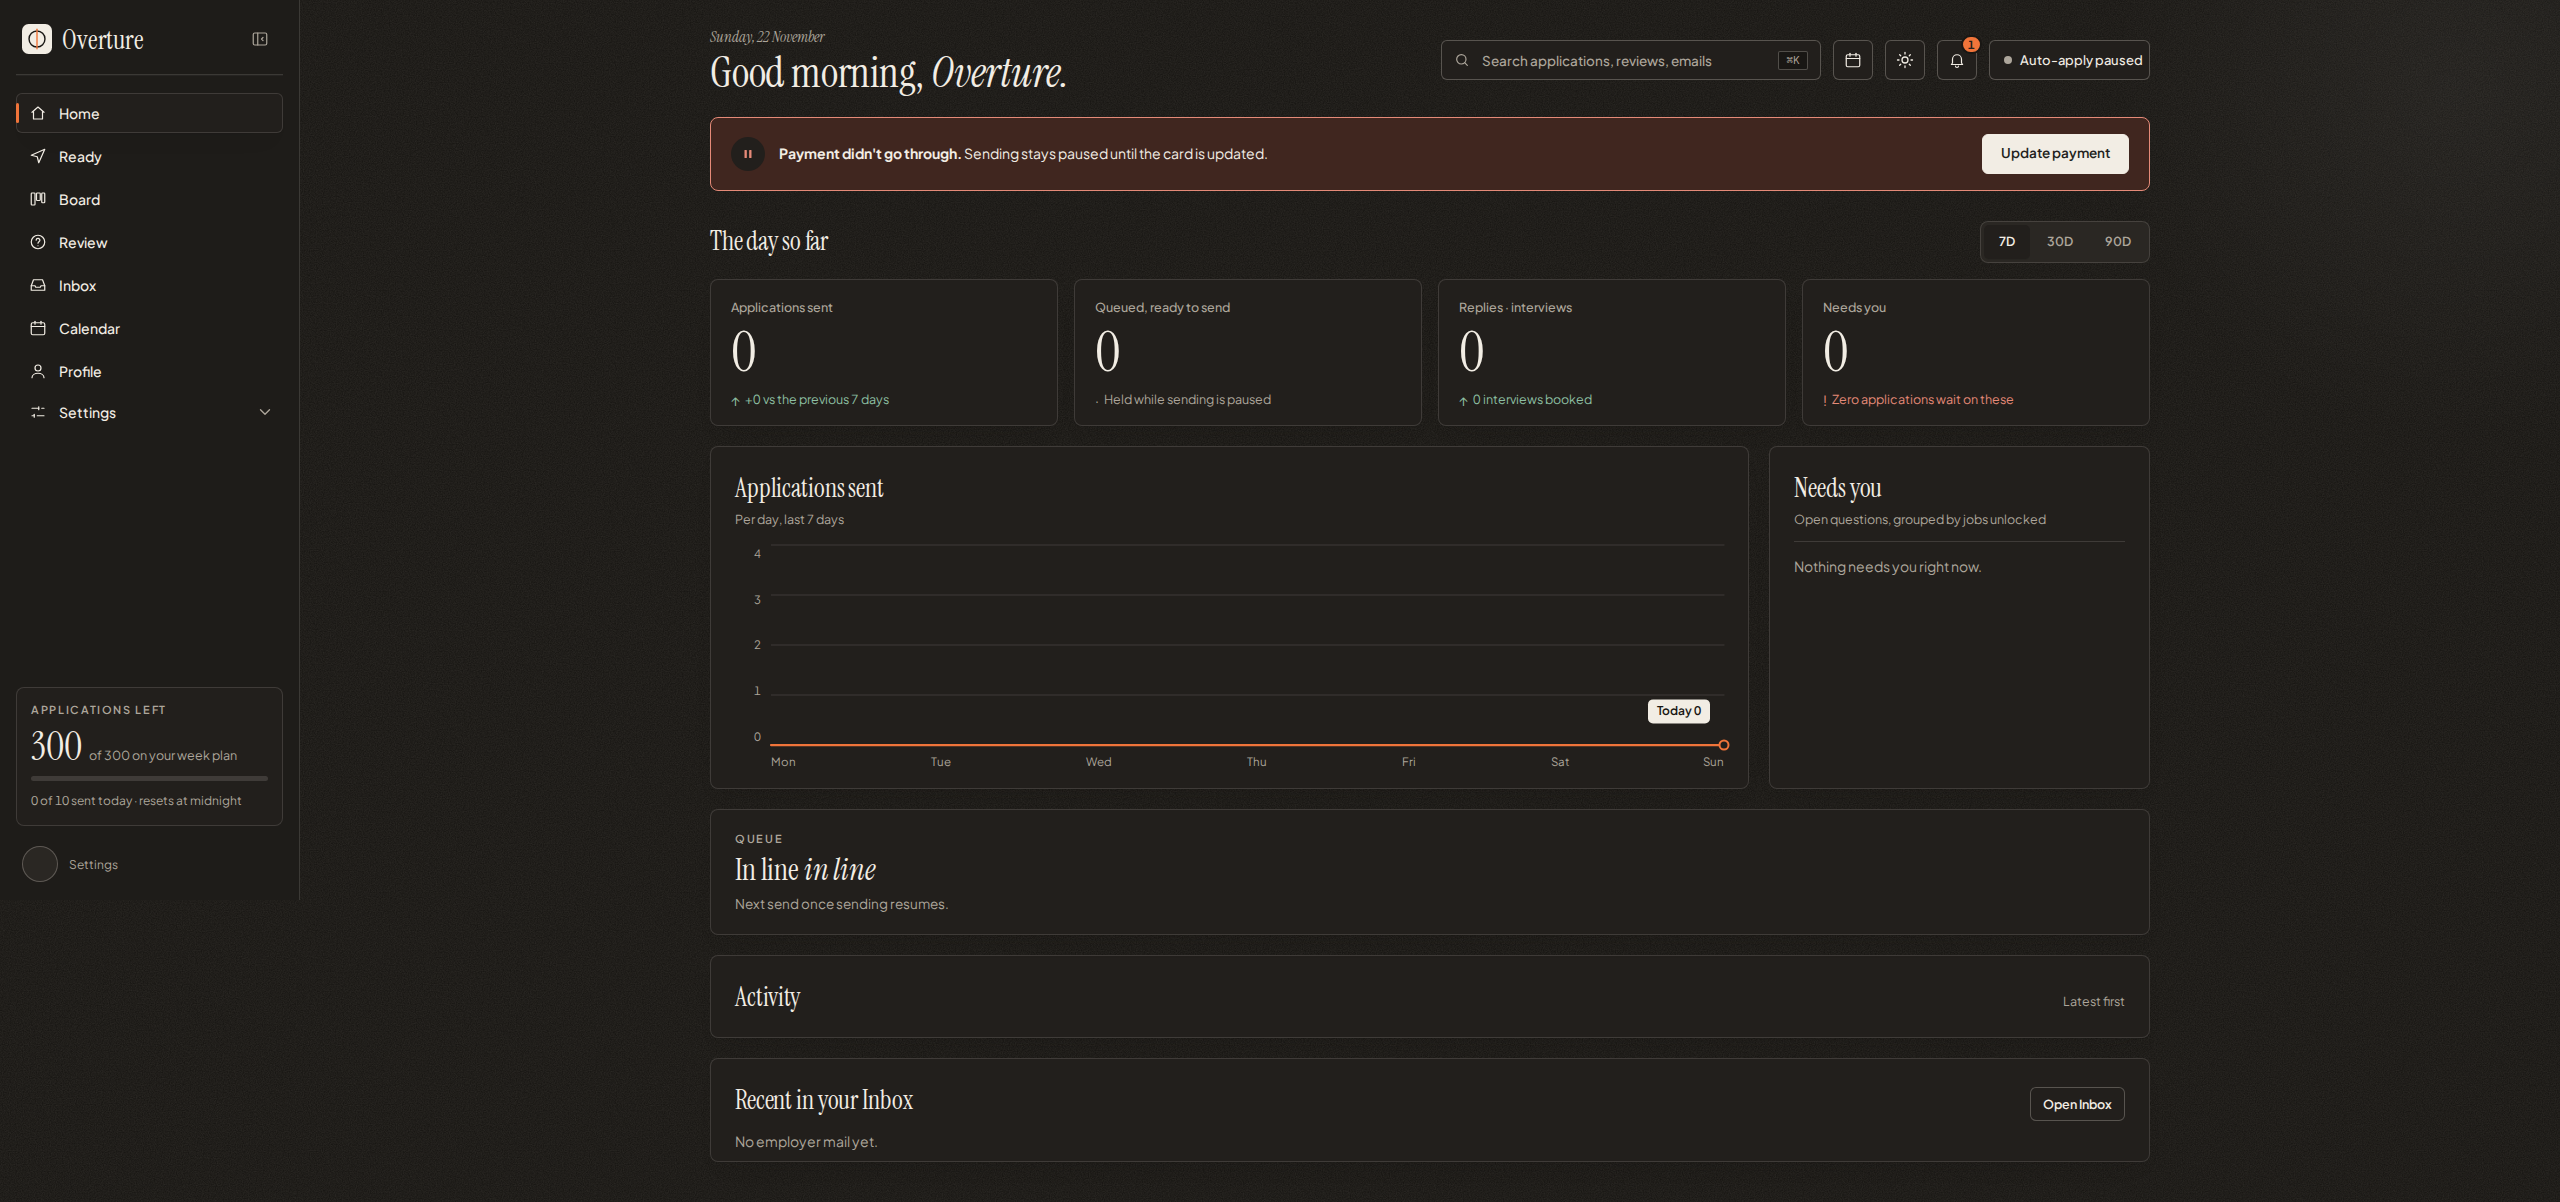 Overture
Home
Ready
Board
Review
Inbox
Calendar
Profile
Settings
APPLICATIONS LEFT
300 of 300 on your week plan
0 of 10 sent today · resets at midnight
Settings
Sunday, 22 November
Good morning, Overture.
Search applications, reviews, emails
⌘K
1
Auto-apply paused
Payment didn't go through. Sending stays paused until the card is updated.
Update payment
The day so far
7D 30D 90D
Applications sent
0
↑ +0 vs the previous 7 days
Queued, ready to send
0
· Held while sending is paused
Replies · interviews
0
↑ 0 interviews booked
Needs you
0
! Zero applications wait on these
Applications sent
Per day, last 7 days
4
3
2
1
0
Today 0
Mon Tue Wed Thu Fri Sat Sun
Needs you
Open questions, grouped by jobs unlocked
Nothing needs you right now.
QUEUE
In line in line
Next send once sending resumes.
Activity
Latest first
Recent in your Inbox
Open Inbox
No employer mail yet.